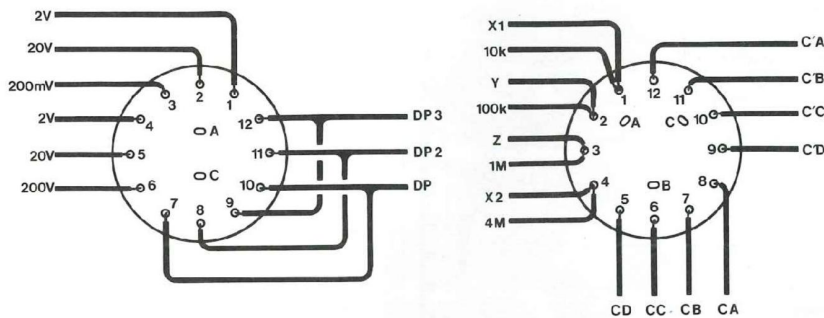 2V
20V
200mV
2V
20V
200V
3
2
1
4
12
A
5
11
C
6
10
7
8
9
DP3
DP2
DP
X1
10k
Y
100k
Z
1M
X2
4M
1
12
11
2
A
C
10
3
9
4
B
8
5
6
7
C'A
C'B
C'C
C'D
CD
CC
CB
CA